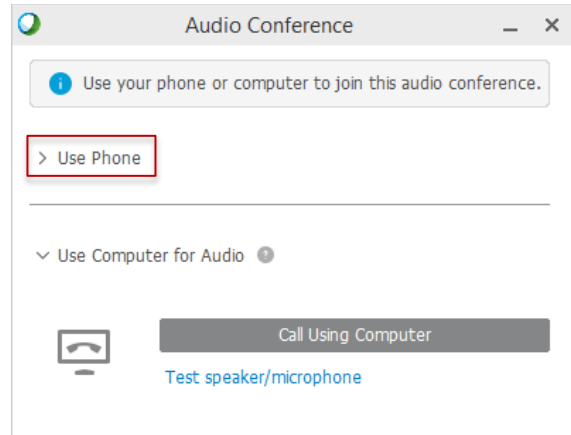 Audio Conference
Use your phone or computer to join this audio conference.
Use Phone
Use Computer for Audio
Call Using Computer
Test speaker/microphone